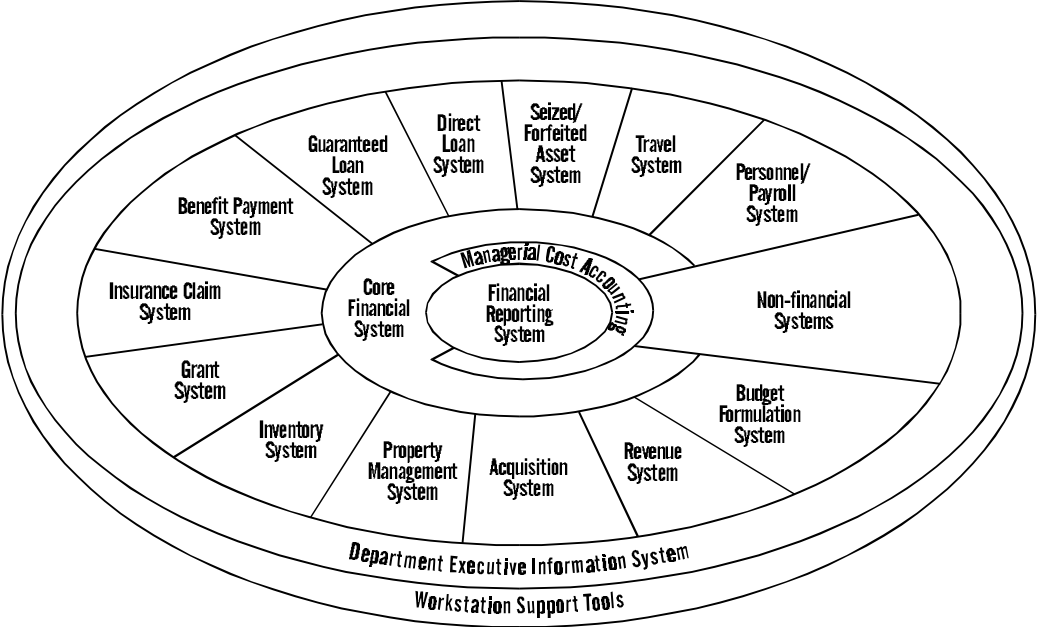 Seized/
Forfeited
Asset
System
Direct
Loan
System
Travel
System
Guaranteed
Loan
System
Personnel/
Payroll
System
Benefit Payment
System
Managerial Cost Accounting
Core
Financial
System
Financial
Reporting
System
Insurance Claim
System
Non-financial
Systems
Grant
System
Budget
Formulation
System
Inventory
System
Property
Management
System
Acquisition
System
Revenue
System
Department Executive Information System
Workstation Support Tools